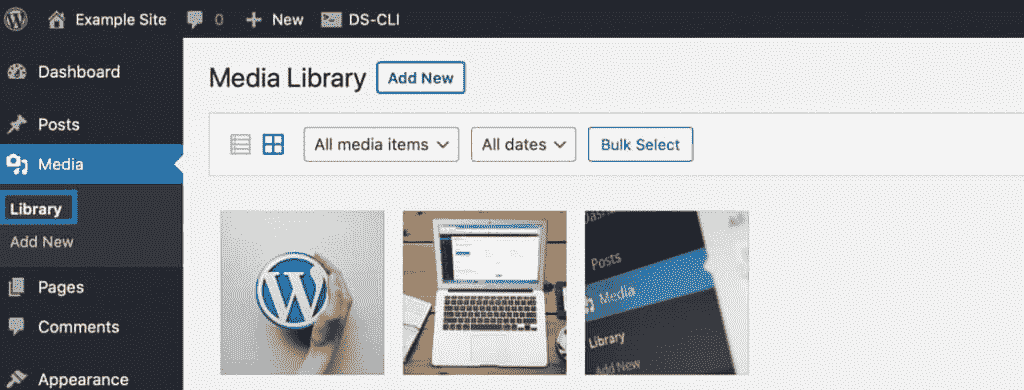 Example Site 0 New DS-CLI
Dashboard
Posts
Media
Library
Add New
Pages
Comments
Appearance
Media Library Add New
All media items All dates Bulk Select
W
Posts
Media
Library
Add New